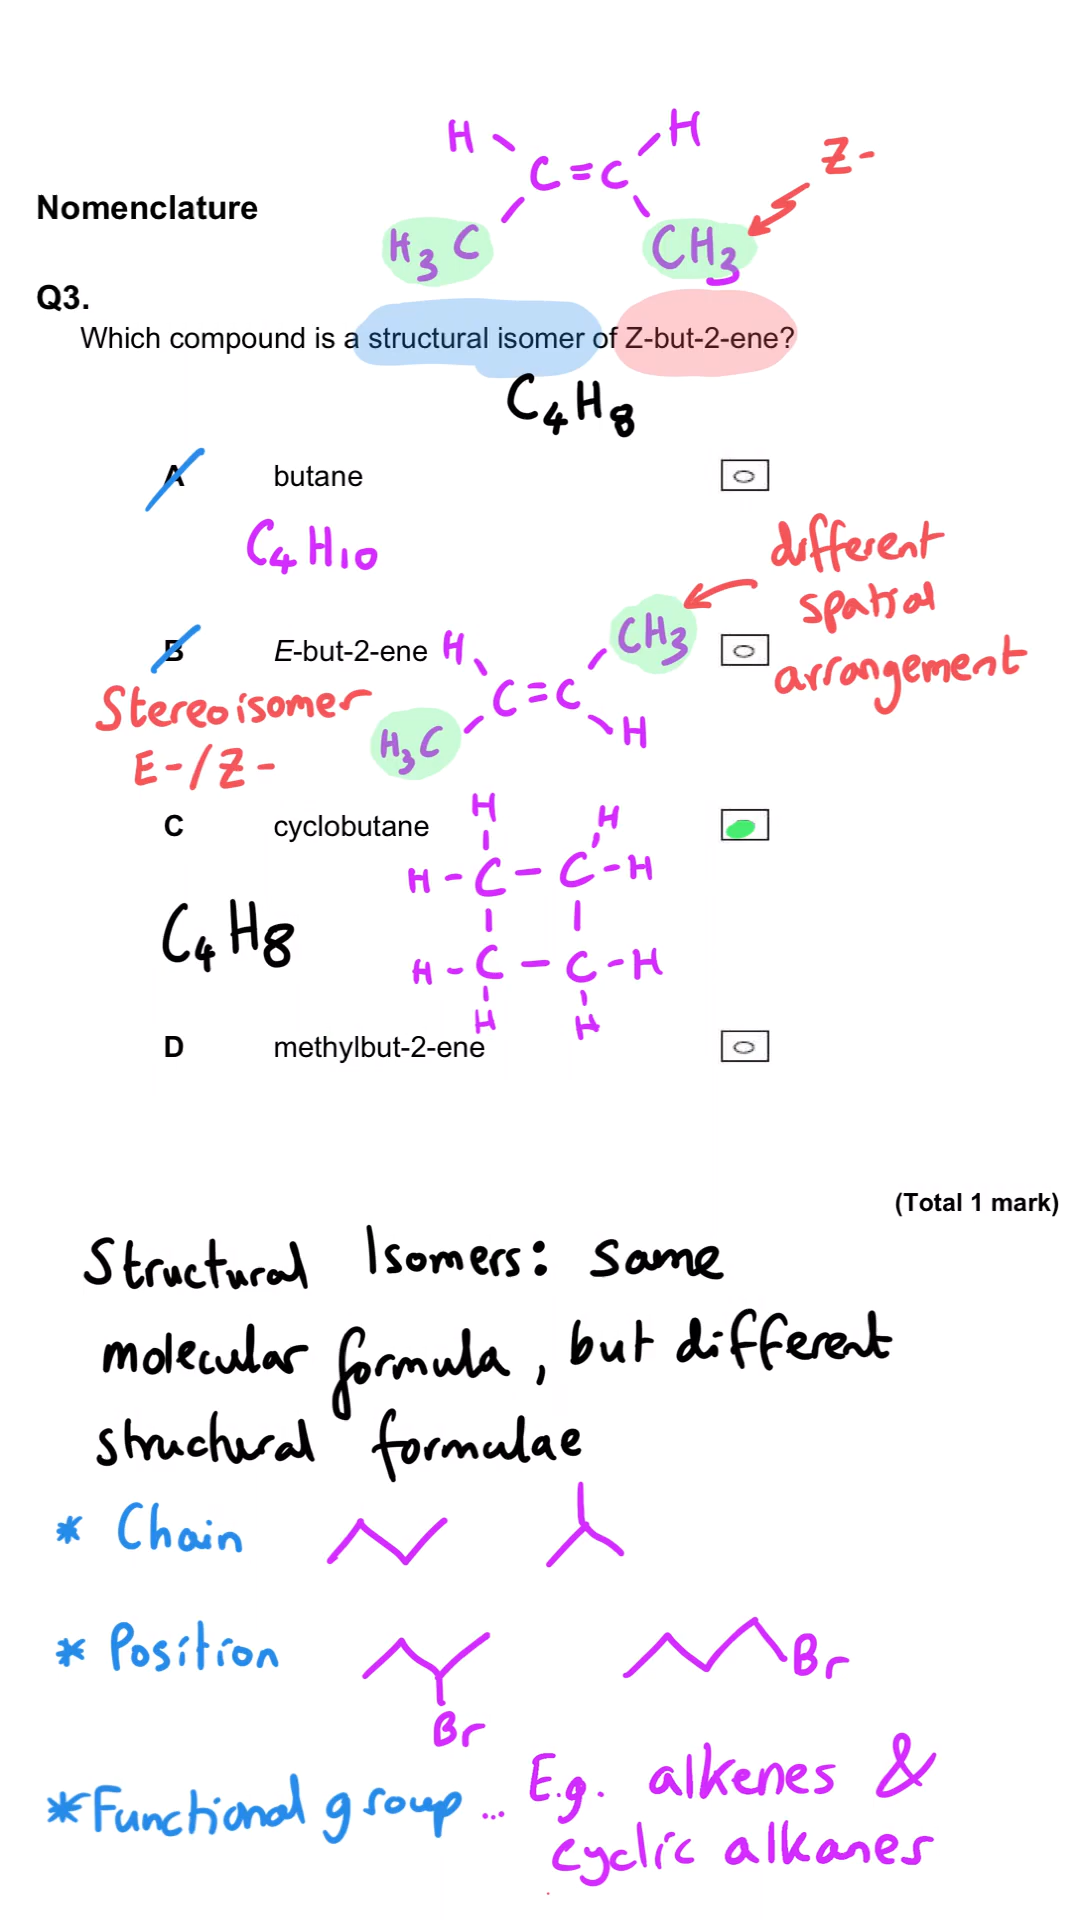 H H
C = C
Z-
Nomenclature
H3C CH3
Q3.
Which compound is a structural isomer of Z-but-2-ene?
C4H8
A butane
C4H10
different
spatial
arrangement
B E-but-2-ene
H CH3
C = C
H3C H
Stereoisomer
E-/Z-
C cyclobutane
H H
H - C - C - H
H - C - C - H
H H
C4H8
D methylbut-2-ene
(Total 1 mark)
Structural Isomers: same
molecular formula, but different
structural formulae
* Chain
* Position
Br
Br
* Functional group... E.g. alkenes &
cyclic alkanes